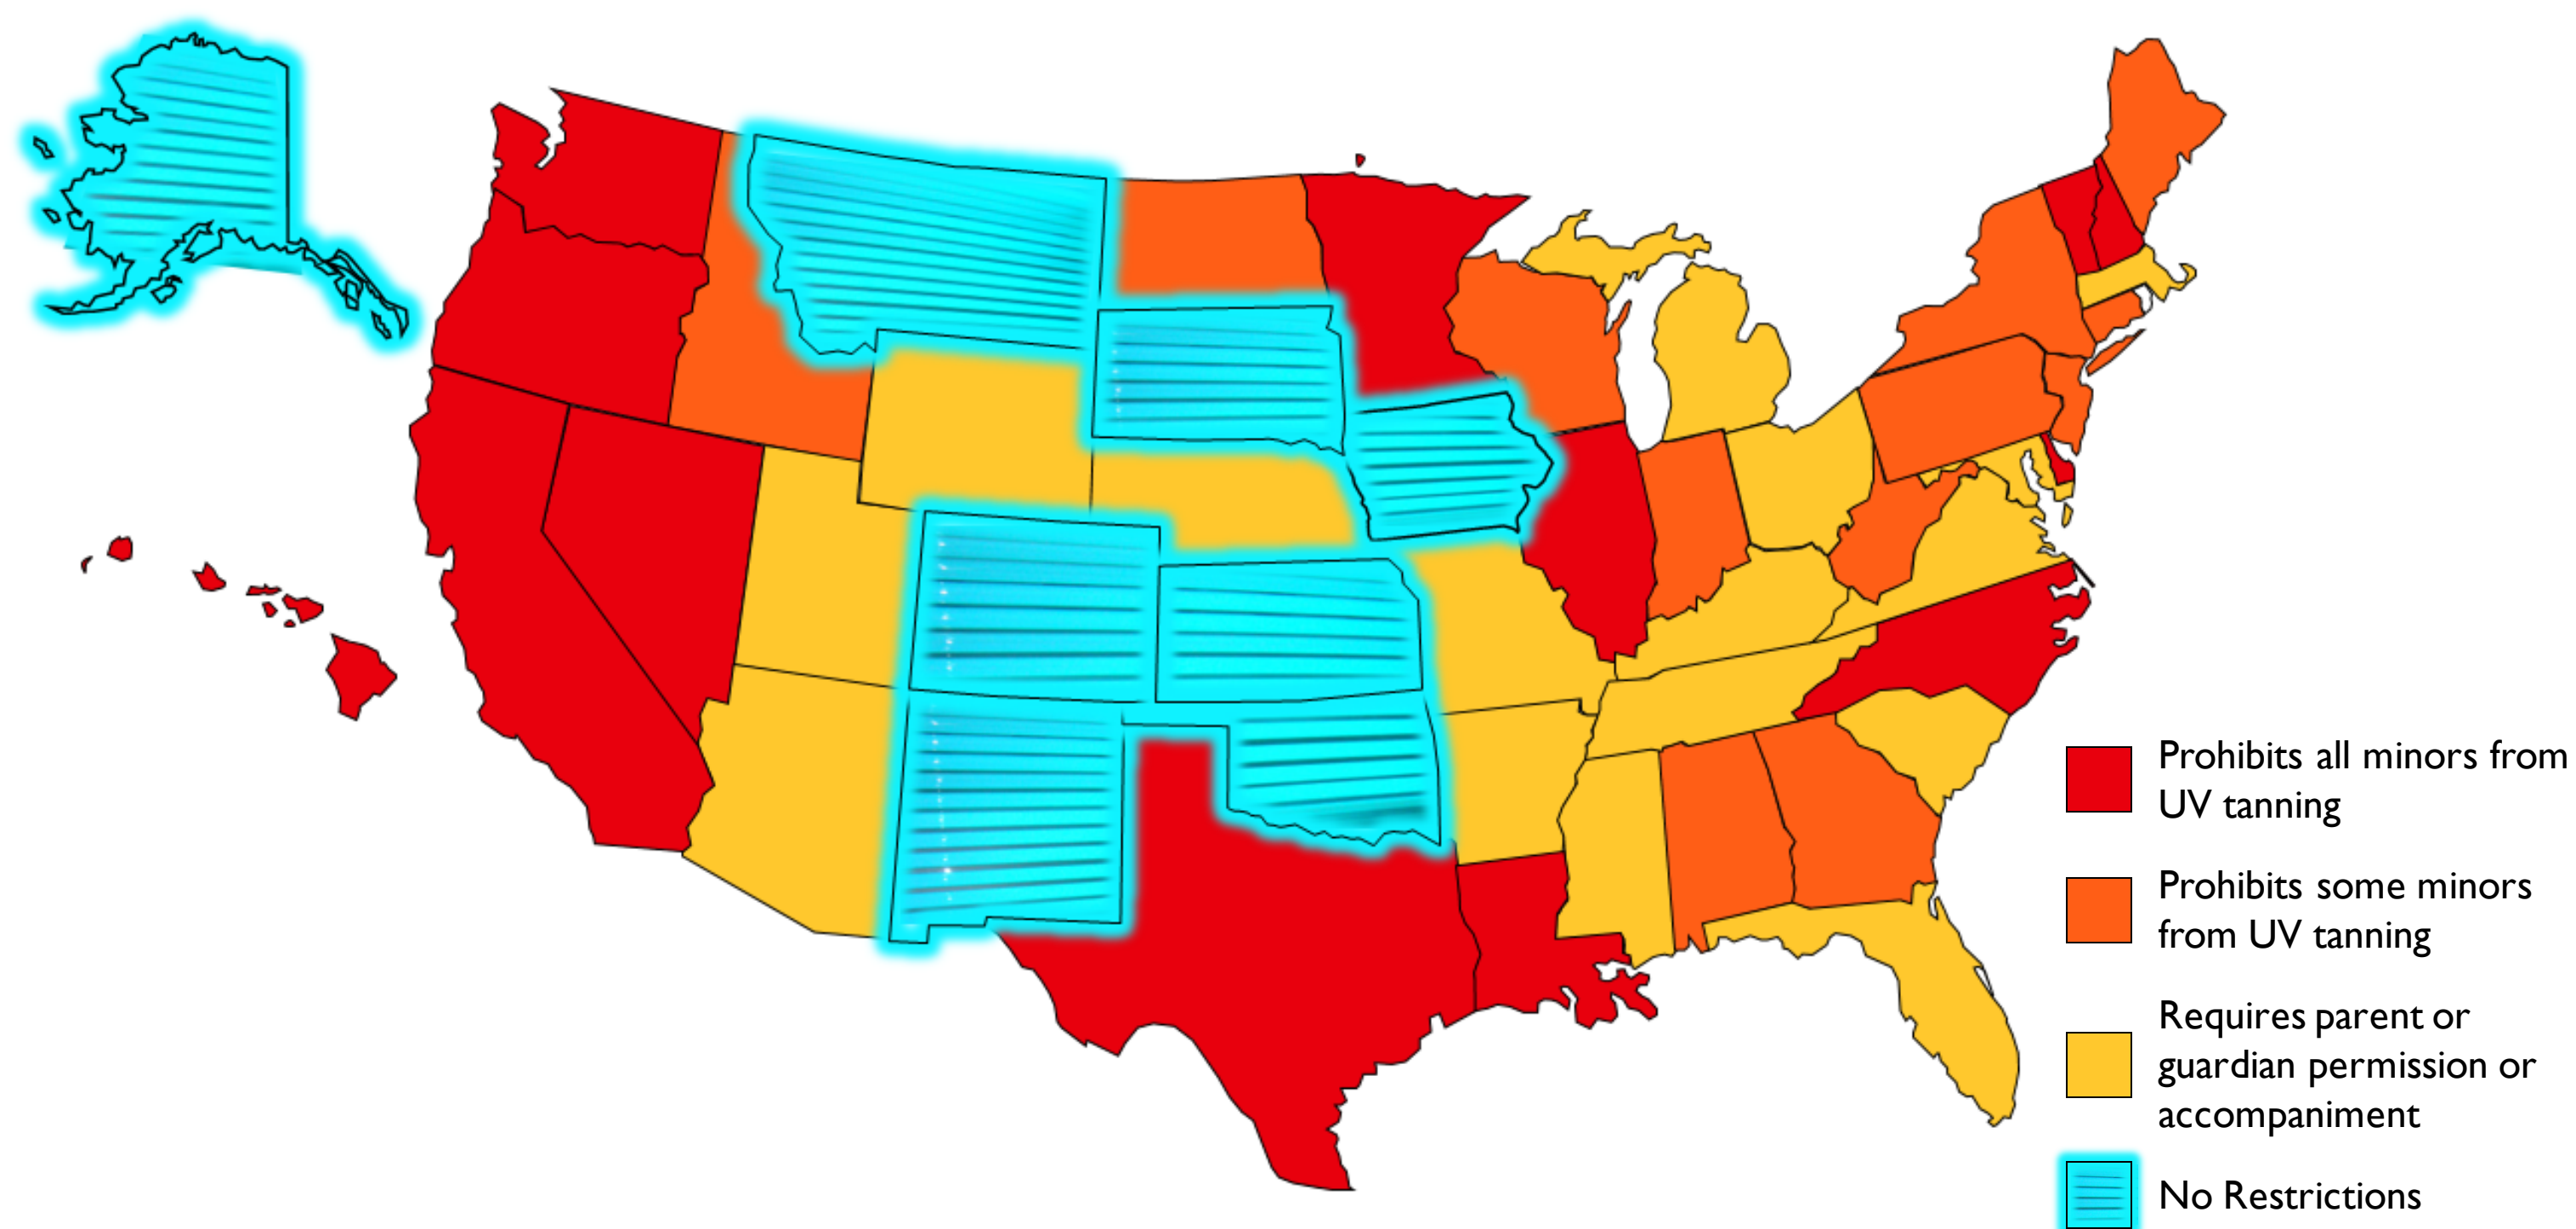 Prohibits all minors from
UV tanning
Prohibits some minors
from UV tanning
Requires parent or
guardian permission or
accompaniment
No Restrictions